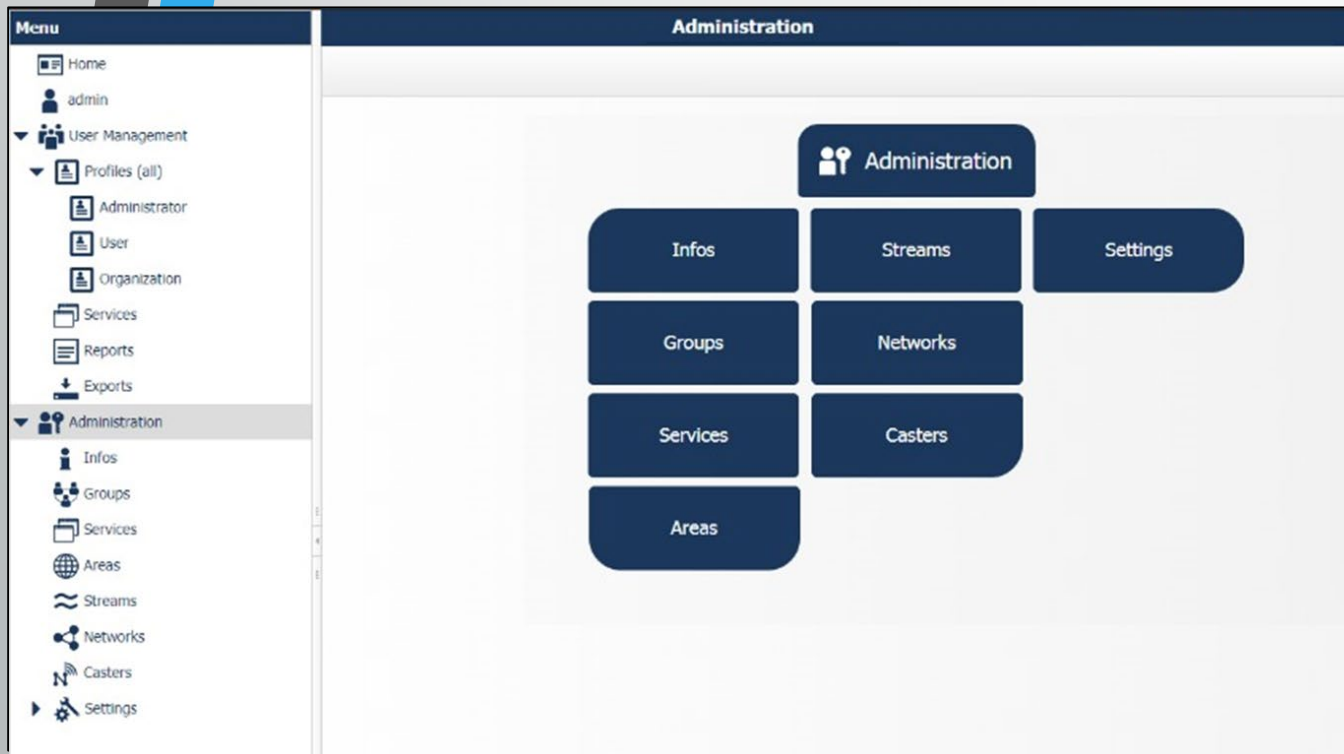 Menu
Home
admin
User Management
Profiles (all)
Administrator
User
Organization
Services
Reports
Exports
Administration
Infos
Groups
Services
Areas
Streams
Networks
Casters
Settings
Administration
Administration
Infos
Streams
Settings
Groups
Networks
Services
Casters
Areas